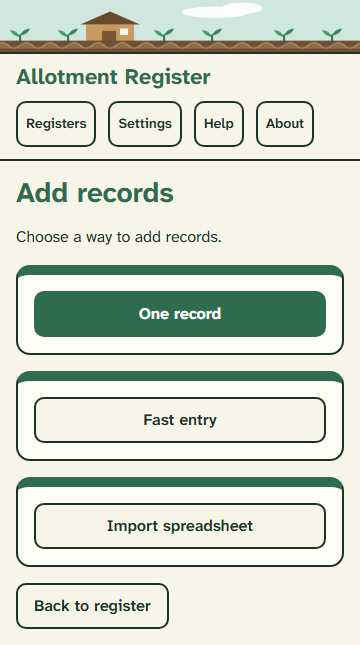 Allotment Register
Registers
Settings
Help
About
Add records
Choose a way to add records.
One record
Fast entry
Import spreadsheet
Back to register